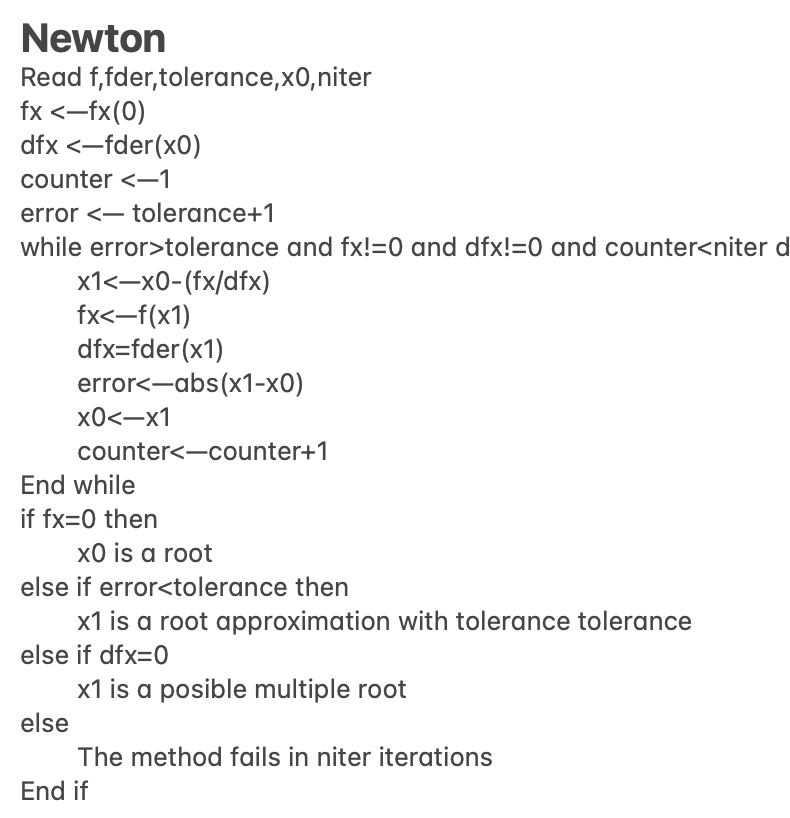 Newton
Read f,fder,tolerance,x0,niter
fx <—fx(0)
dfx <—fder(x0)
counter <—1
error <— tolerance+1
while error>tolerance and fx!=0 and dfx!=0 and counter<niter d
x1<—x0-(fx/dfx)
fx<—f(x1)
dfx=fder(x1)
error<—abs(x1-x0)
x0<—x1
counter<—counter+1
End while
if fx=0 then
x0 is a root
else if error<tolerance then
x1 is a root approximation with tolerance tolerance
else if dfx=0
x1 is a posible multiple root
else
The method fails in niter iterations
End if